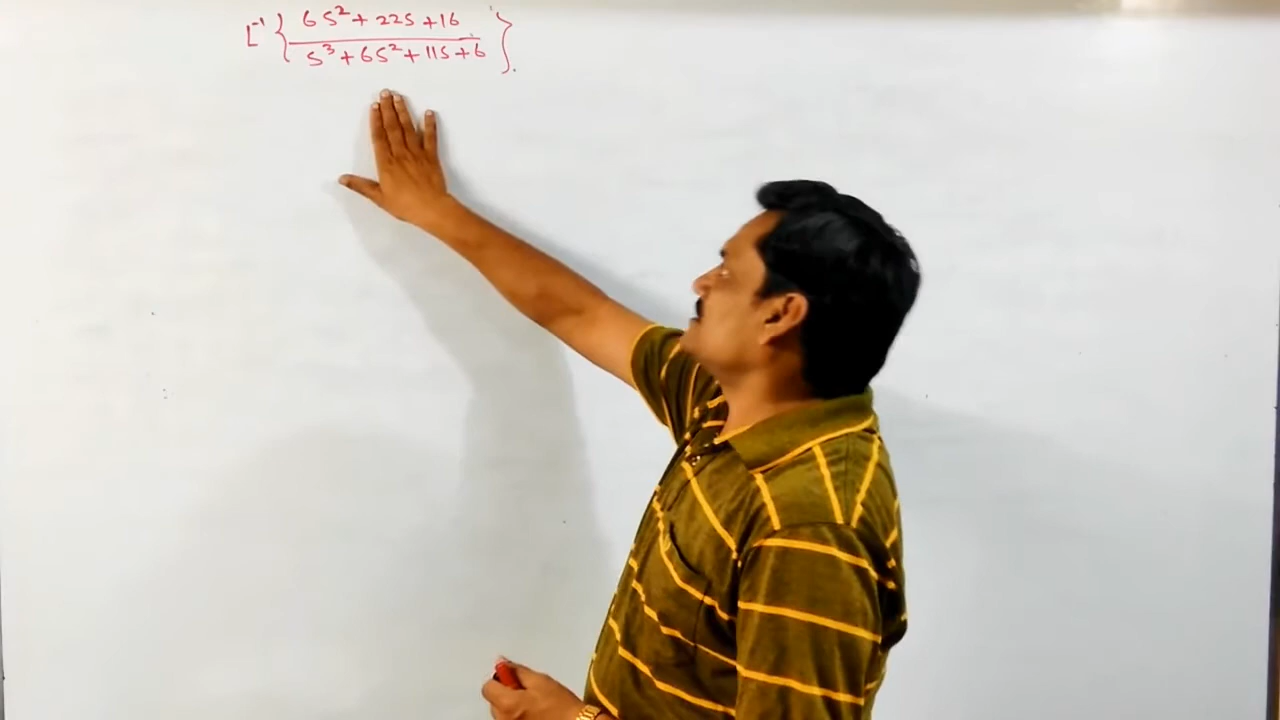 L⁻¹ { 6s² + 22s + 16
s³ + 6s² + 11s + 6 }.